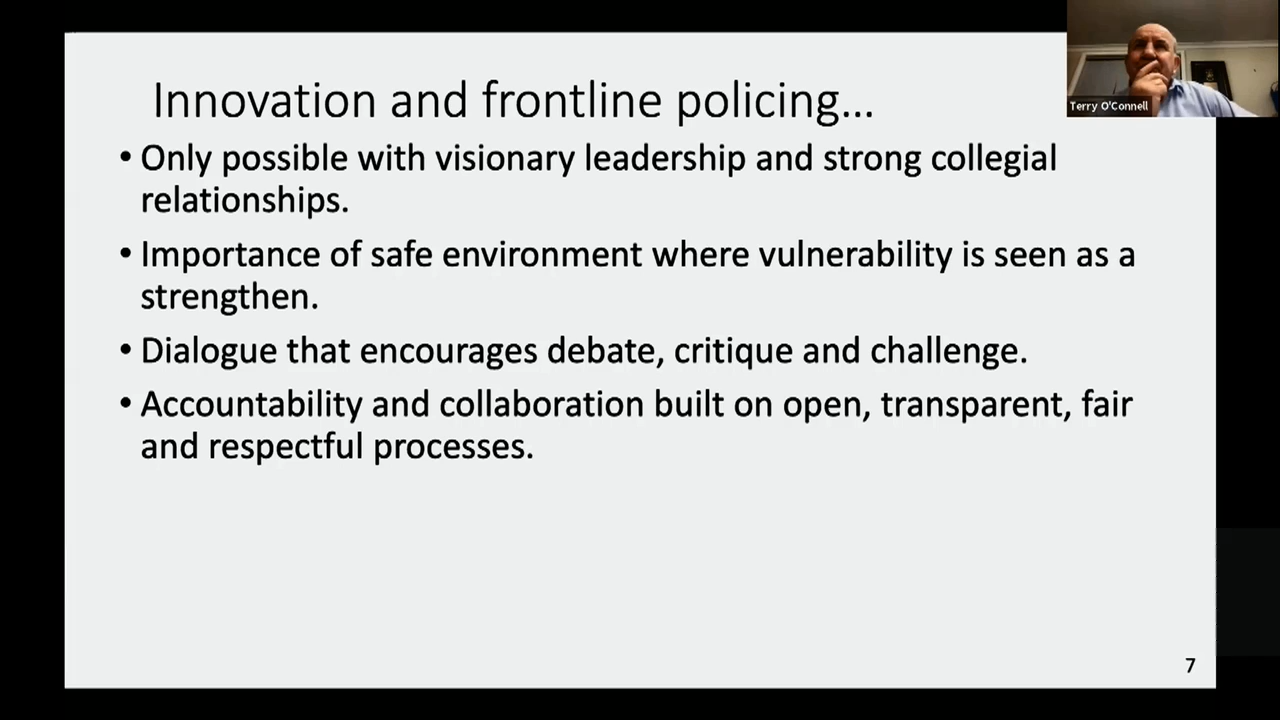 Innovation and frontline policing...
• Only possible with visionary leadership and strong collegial
relationships.
• Importance of safe environment where vulnerability is seen as a
strengthen.
• Dialogue that encourages debate, critique and challenge.
• Accountability and collaboration built on open, transparent, fair
and respectful processes.
7
Terry O'Connell